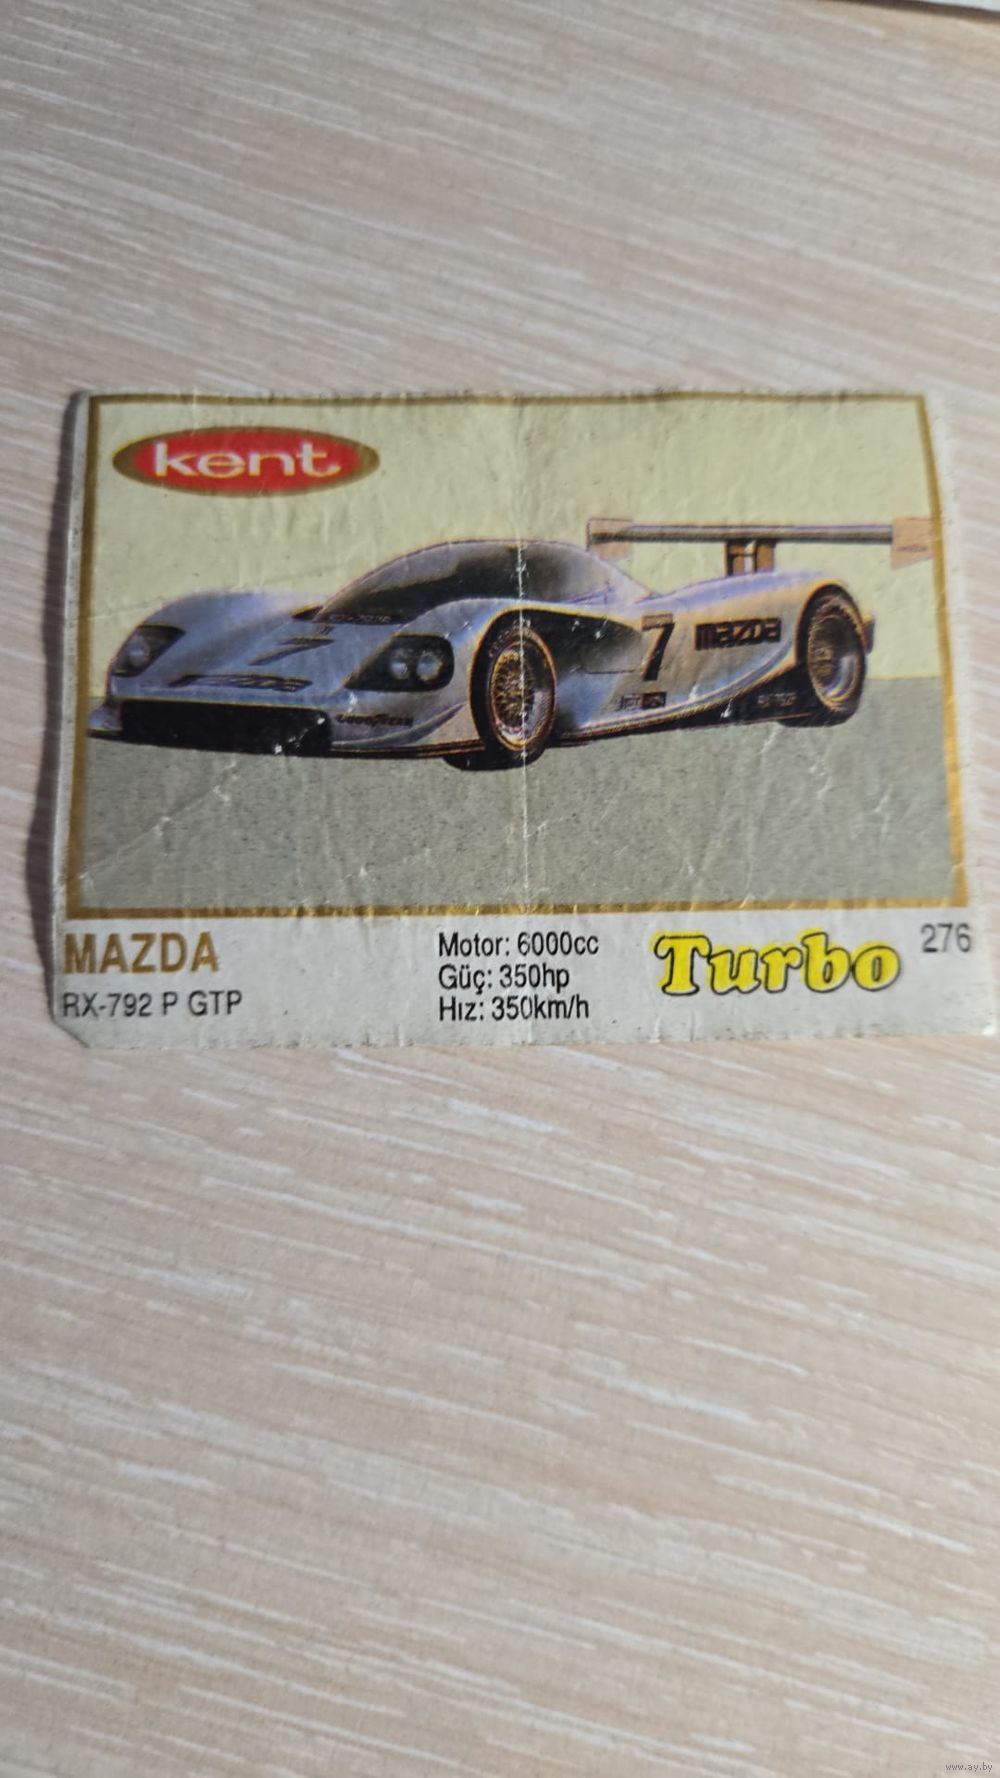 kent
7
mazda
GOODYEAR
MAZDA
RX-792 P GTP
Motor: 6000cc
Güç: 350hp
Hız: 350km/h
Turbo
276
www.ay.by